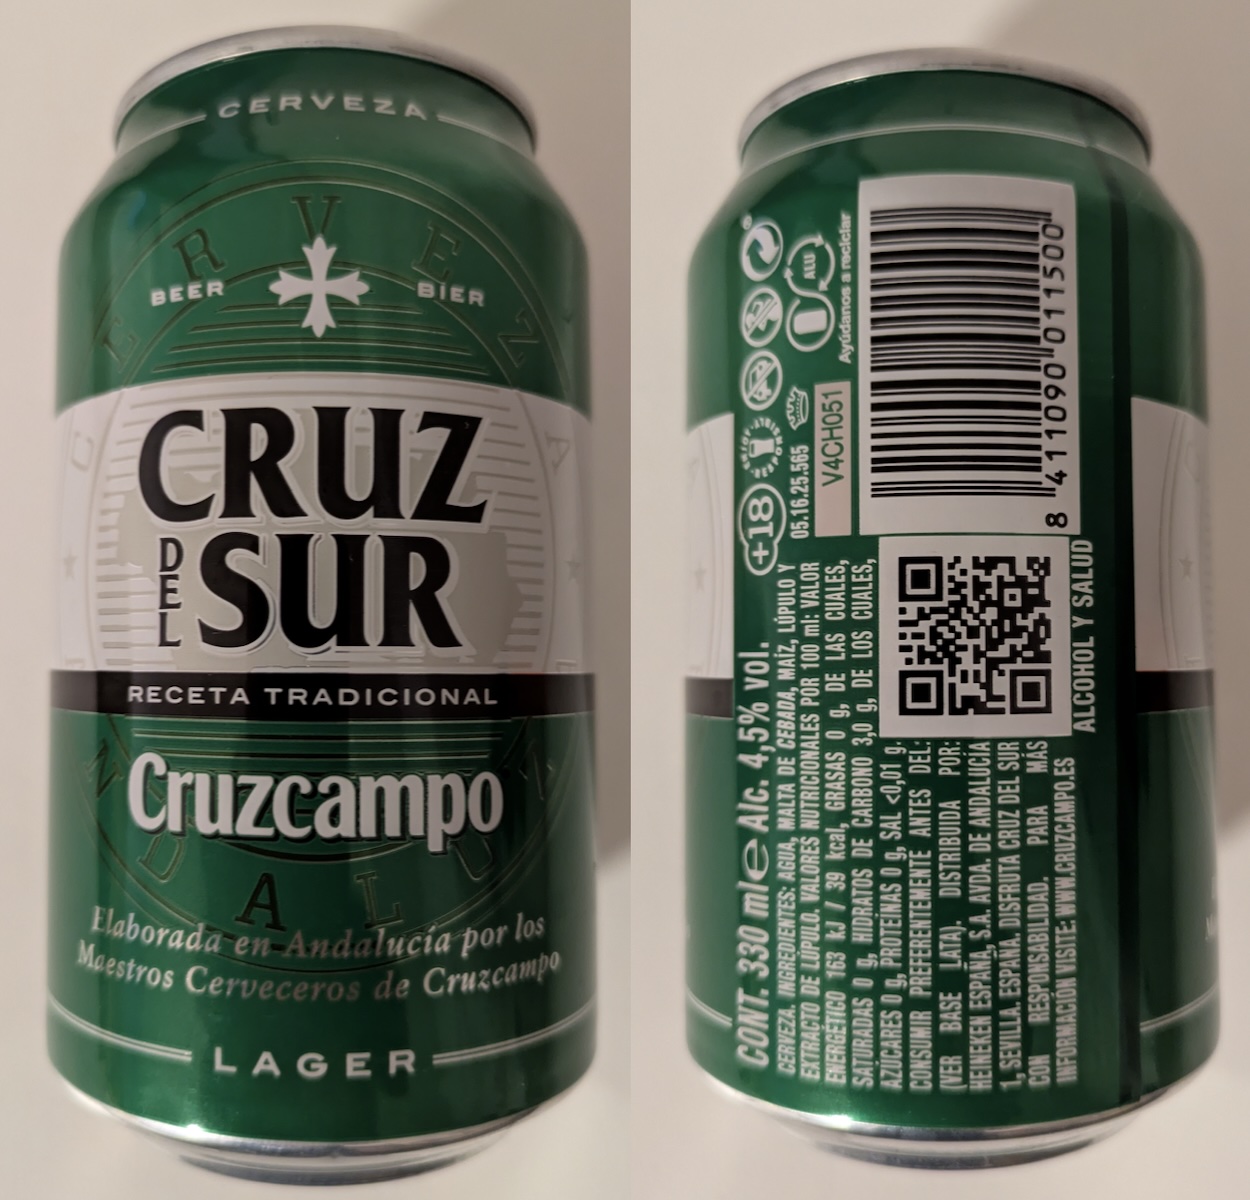 CERVEZA
CERVEZA
BEER
BIER
CRUZ
DEL SUR
RECETA TRADICIONAL
Cruzcampo
ANDALUZA
Elaborada en Andalucía por los
Maestros Cerveceros de Cruzcampo
LAGER
CONT. 330 ml e Alc. 4,5% vol.
CERVEZA. INGREDIENTES: AGUA, MALTA DE CEBADA, MAÍZ, LÚPULO Y
EXTRACTO DE LÚPULO. VALORES NUTRICIONALES POR 100 ml: VALOR
ENERGÉTICO 163 kJ / 39 kcal, GRASAS 0 g, DE LAS CUALES,
SATURADAS 0 g, HIDRATOS DE CARBONO 3,0 g, DE LOS CUALES,
AZÚCARES 0 g, PROTEÍNAS 0 g, SAL <0,01 g.
CONSUMIR PREFERENTEMENTE ANTES DEL:
(VER BASE LATA). DISTRIBUIDA POR:
HEINEKEN ESPAÑA, S.A. AVDA. DE ANDALUCÍA
1, SEVILLA. ESPAÑA. DISFRUTA CRUZ DEL SUR
CON RESPONSABILIDAD. PARA MÁS
INFORMACIÓN VISITE: WWW.CRUZCAMPO.ES
+18
05.16.25.565
V4CH051
ALU
Ayúdanos a reciclar
8 411090 011500
ALCOHOL Y SALUD